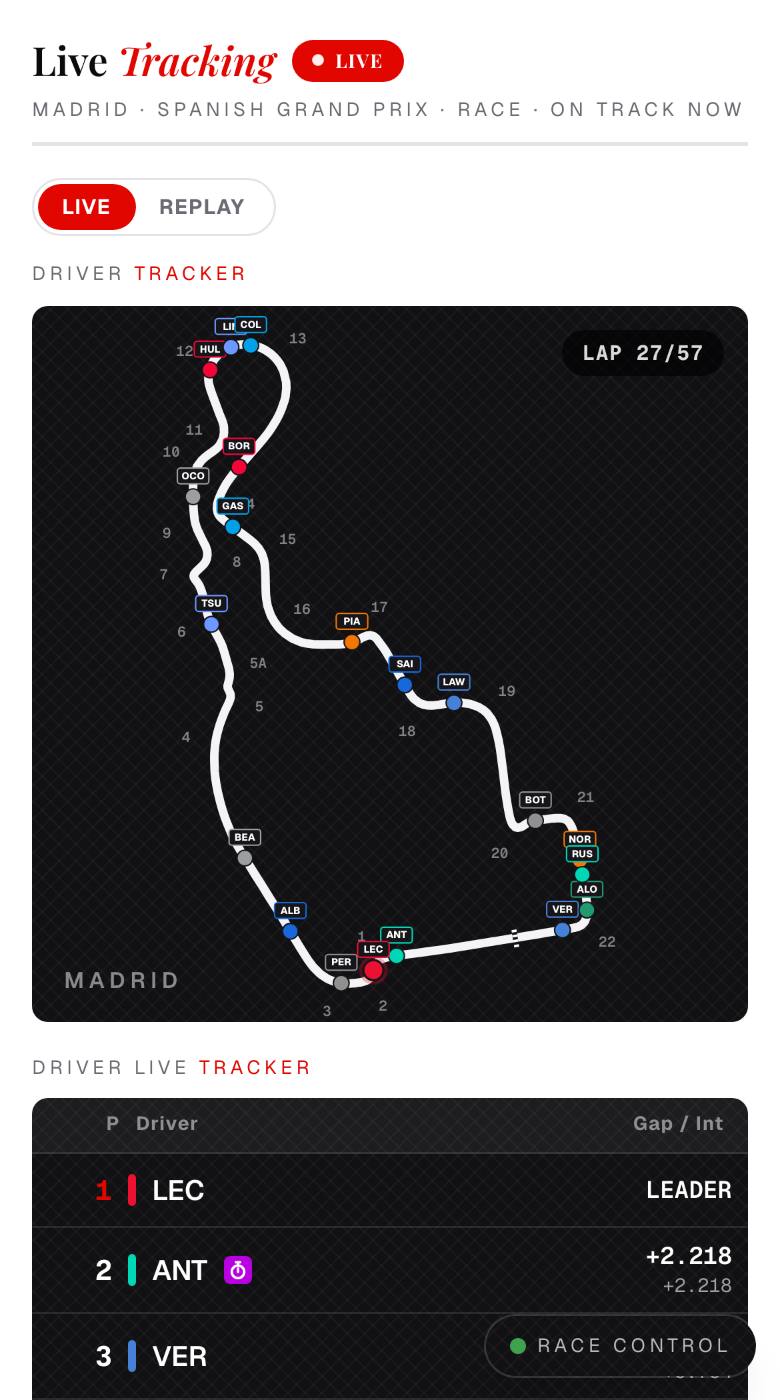 Live Tracking LIVE
MADRID · SPANISH GRAND PRIX · RACE · ON TRACK NOW
LIVE REPLAY
DRIVER TRACKER
LAP 27/57
COL
13
12 HUL
11
BOR
10
OCO
GAS
9
15
8
7
TSU
16
17
PIA
6
5A
SAI
LAW
19
5
18
4
BOT
21
NOR
BEA
20
RUS
ALO
ALB
VER
1
ANT
22
LEC
PER
MADRID
2
3
DRIVER LIVE TRACKER
P Driver Gap / Int
1 LEC LEADER
2 ANT +2.218
+2.218
3 VER
RACE CONTROL